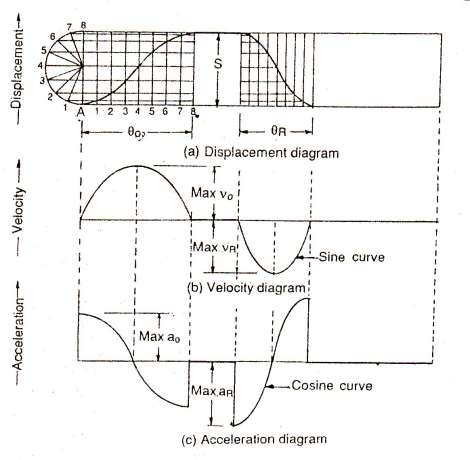 Displacement
8
7
6
5
4
3
2
1
A 1 2 3 4 5 6 7 8
S
θo
θR
(a) Displacement diagram
Velocity
Max vo
Max vR
Sine curve
(b) Velocity diagram
Acceleration
Max ao
Max aR
Cosine curve
(c) Acceleration diagram